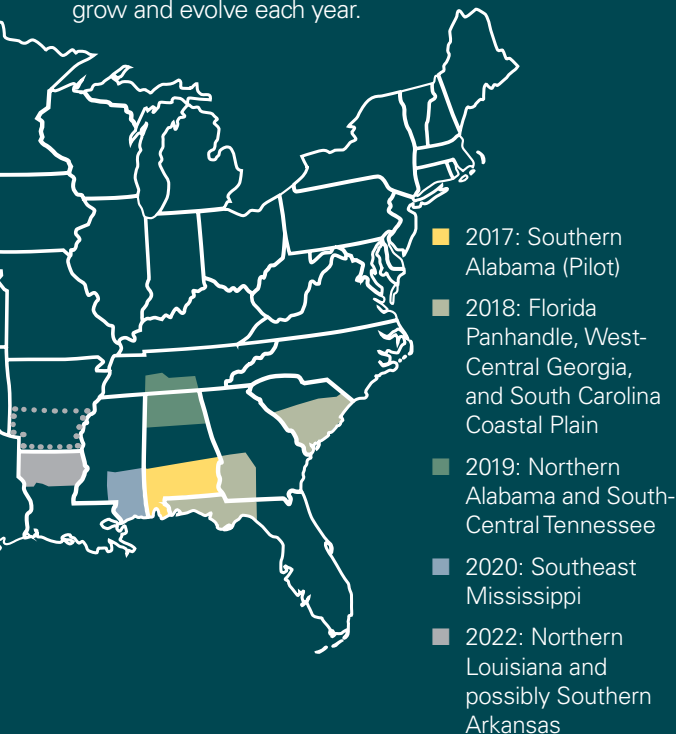 grow and evolve each year.
2017: Southern
Alabama (Pilot)
2018: Florida
Panhandle, West-
Central Georgia,
and South Carolina
Coastal Plain
2019: Northern
Alabama and South-
Central Tennessee
2020: Southeast
Mississippi
2022: Northern
Louisiana and
possibly Southern
Arkansas